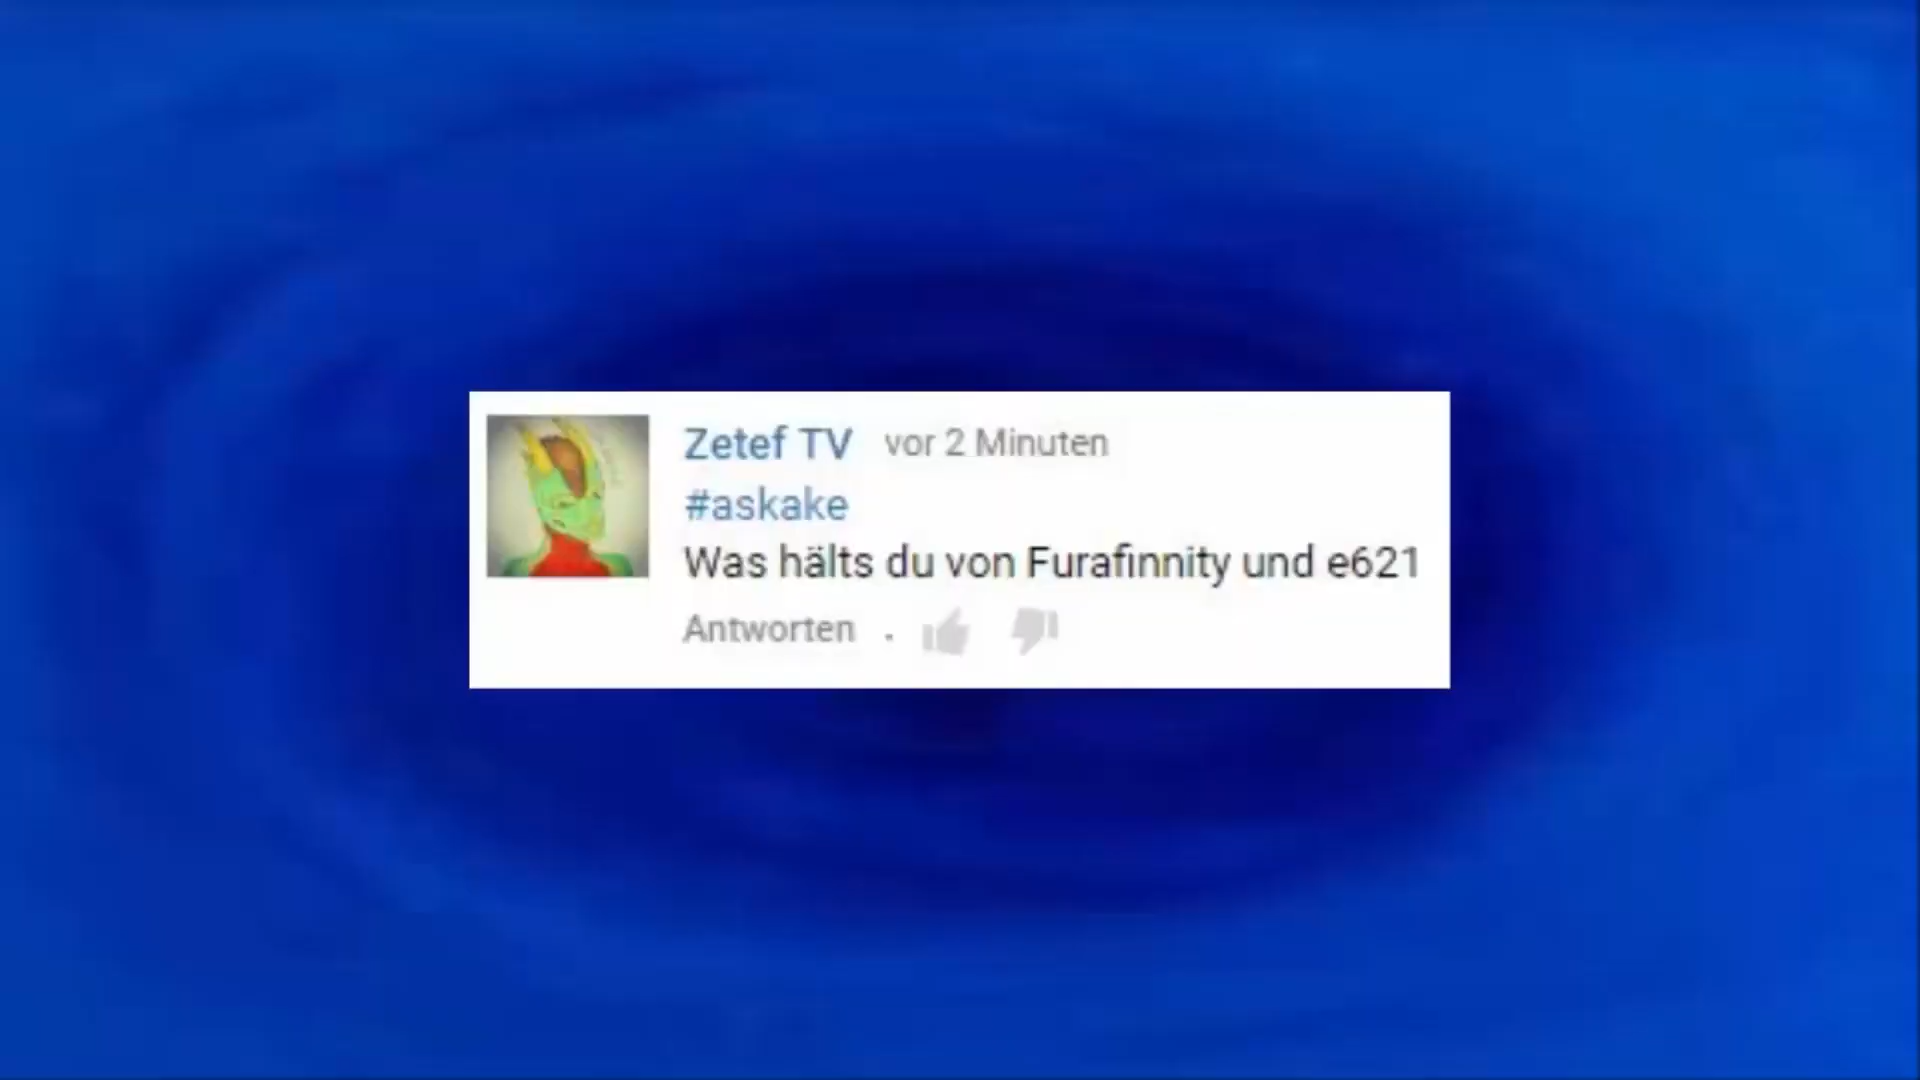 Zetef TV vor 2 Minuten
#askake
Was hälts du von Furafinnity und e621
Antworten .